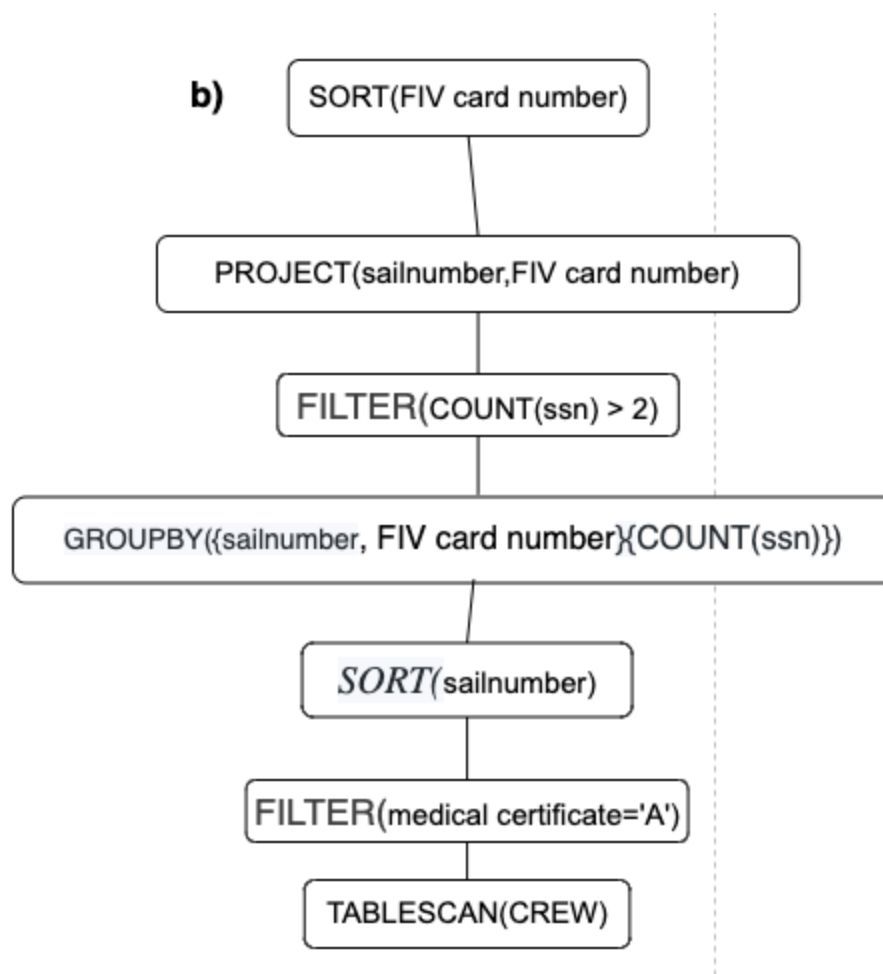 b)
SORT(FIV card number)
PROJECT(sailnumber,FIV card number)
FILTER(COUNT(ssn) > 2)
GROUPBY({sailnumber, FIV card number}{COUNT(ssn)})
SORT(sailnumber)
FILTER(medical certificate='A')
TABLESCAN(CREW)